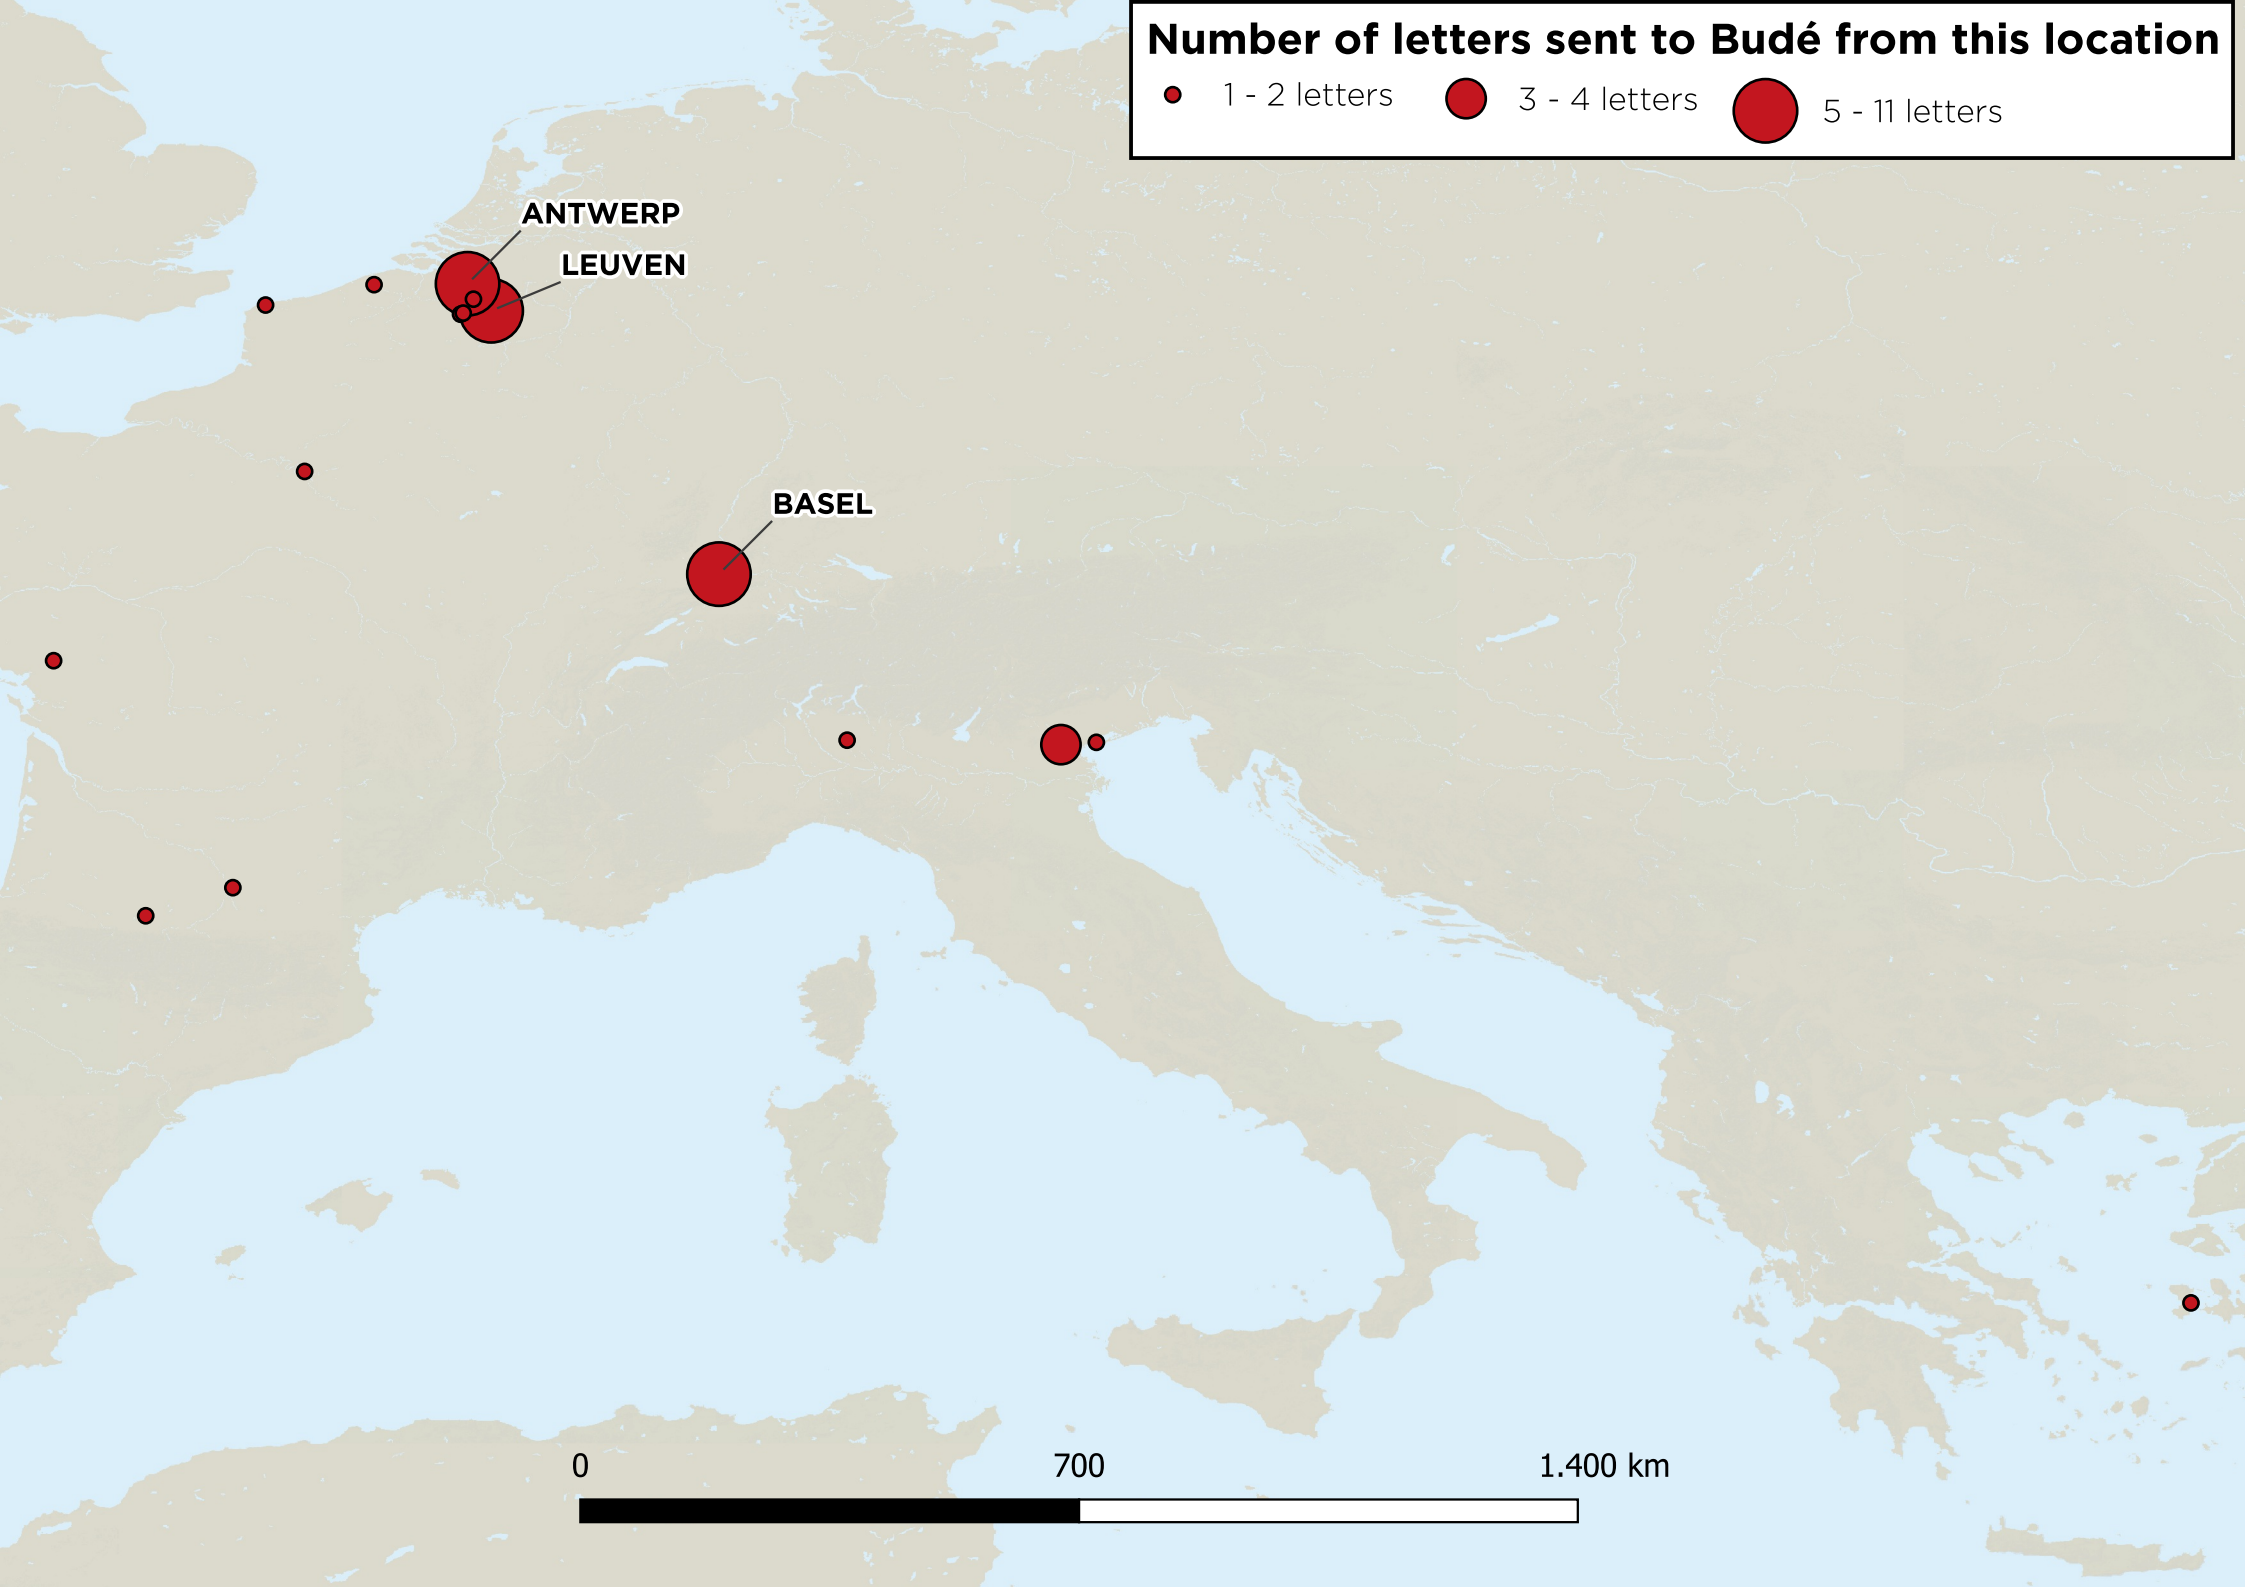 Number of letters sent to Budé from this location
1 - 2 letters 3 - 4 letters 5 - 11 letters
ANTWERP
LEUVEN
BASEL
0 700 1.400 km